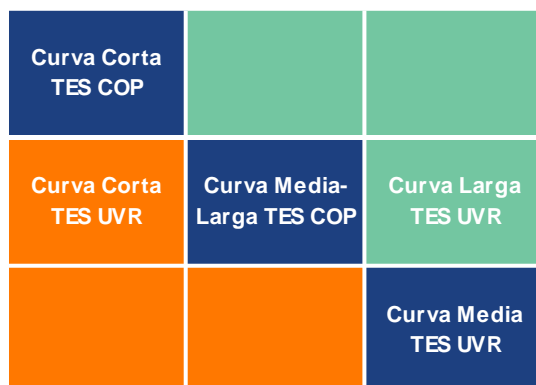 Curva Corta
TES COP
Curva Corta
TES UVR
Curva Media-
Larga TES COP
Curva Larga
TES UVR
Curva Media
TES UVR